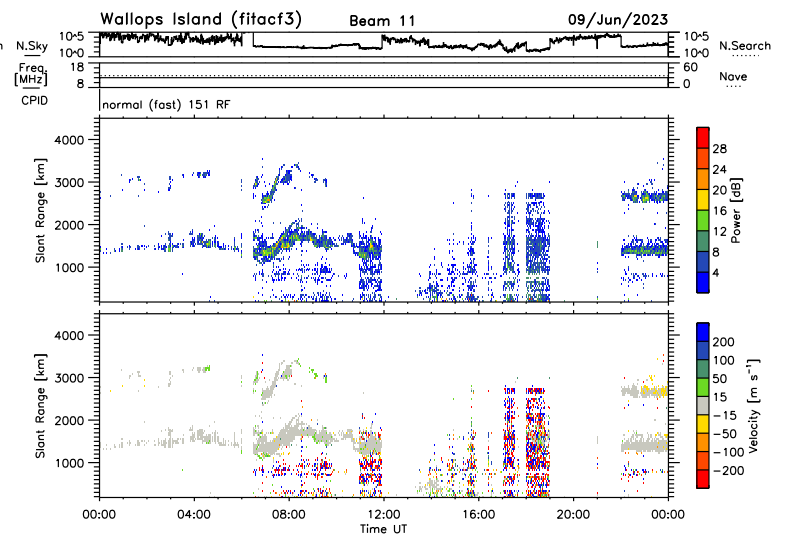 Wallops Island (fitacf3) Beam 11 09/Jun/2023
n N.Sky 10^5 10^0 10^5 10^0 N.Search
Freq. [MHz] 18 8 60 0 Nave
CPID normal (fast) 151 RF
Slant Range [km]
4000
3000
2000
1000
28
24
20
16
12
8
4
Power [dB]
Slant Range [km]
4000
3000
2000
1000
200
100
50
15
-15
-50
-100
-200
Velocity [m s⁻¹]
00:00 04:00 08:00 12:00 16:00 20:00 00:00
Time UT